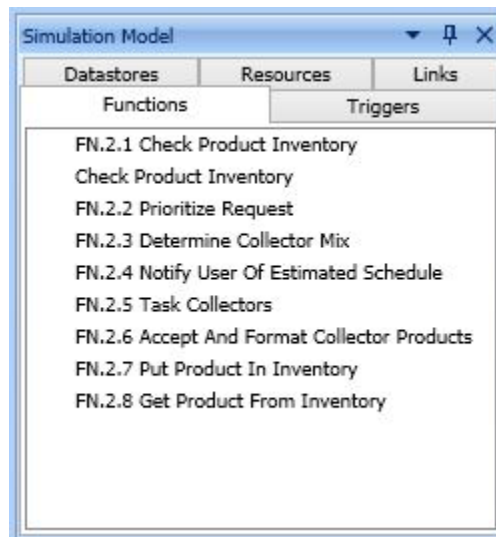 Simulation Model
Datastores Resources Links
Functions Triggers
FN.2.1 Check Product Inventory
Check Product Inventory
FN.2.2 Prioritize Request
FN.2.3 Determine Collector Mix
FN.2.4 Notify User Of Estimated Schedule
FN.2.5 Task Collectors
FN.2.6 Accept And Format Collector Products
FN.2.7 Put Product In Inventory
FN.2.8 Get Product From Inventory